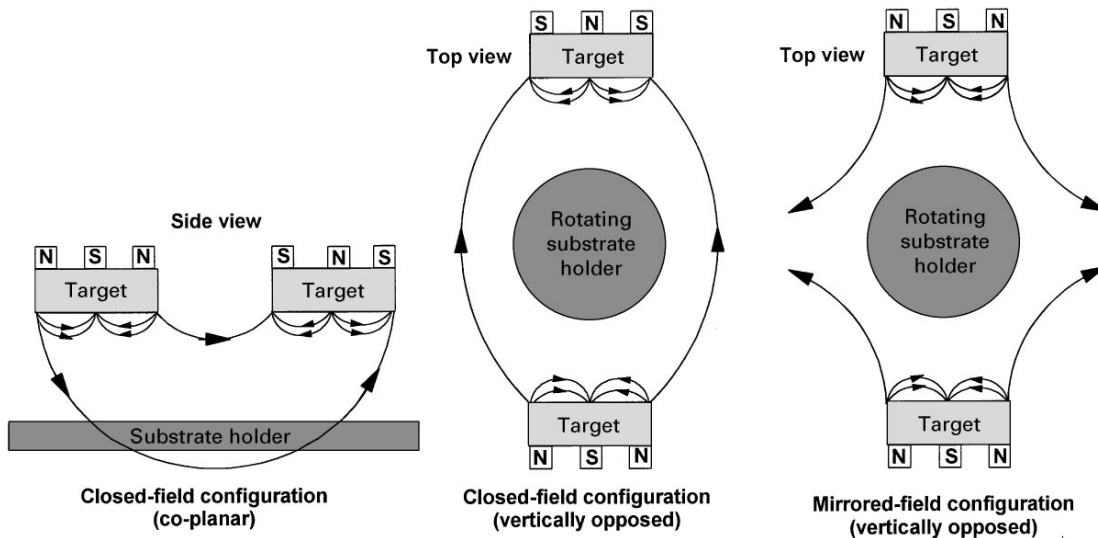 Side view
N S N
S N S
Target
Target
Substrate holder
Closed-field configuration
(co-planar)
S N S
Top view
Target
Rotating
substrate
holder
Target
N S N
Closed-field configuration
(vertically opposed)
N S N
Top view
Target
Rotating
substrate
holder
Target
N S N
Mirrored-field configuration
(vertically opposed)